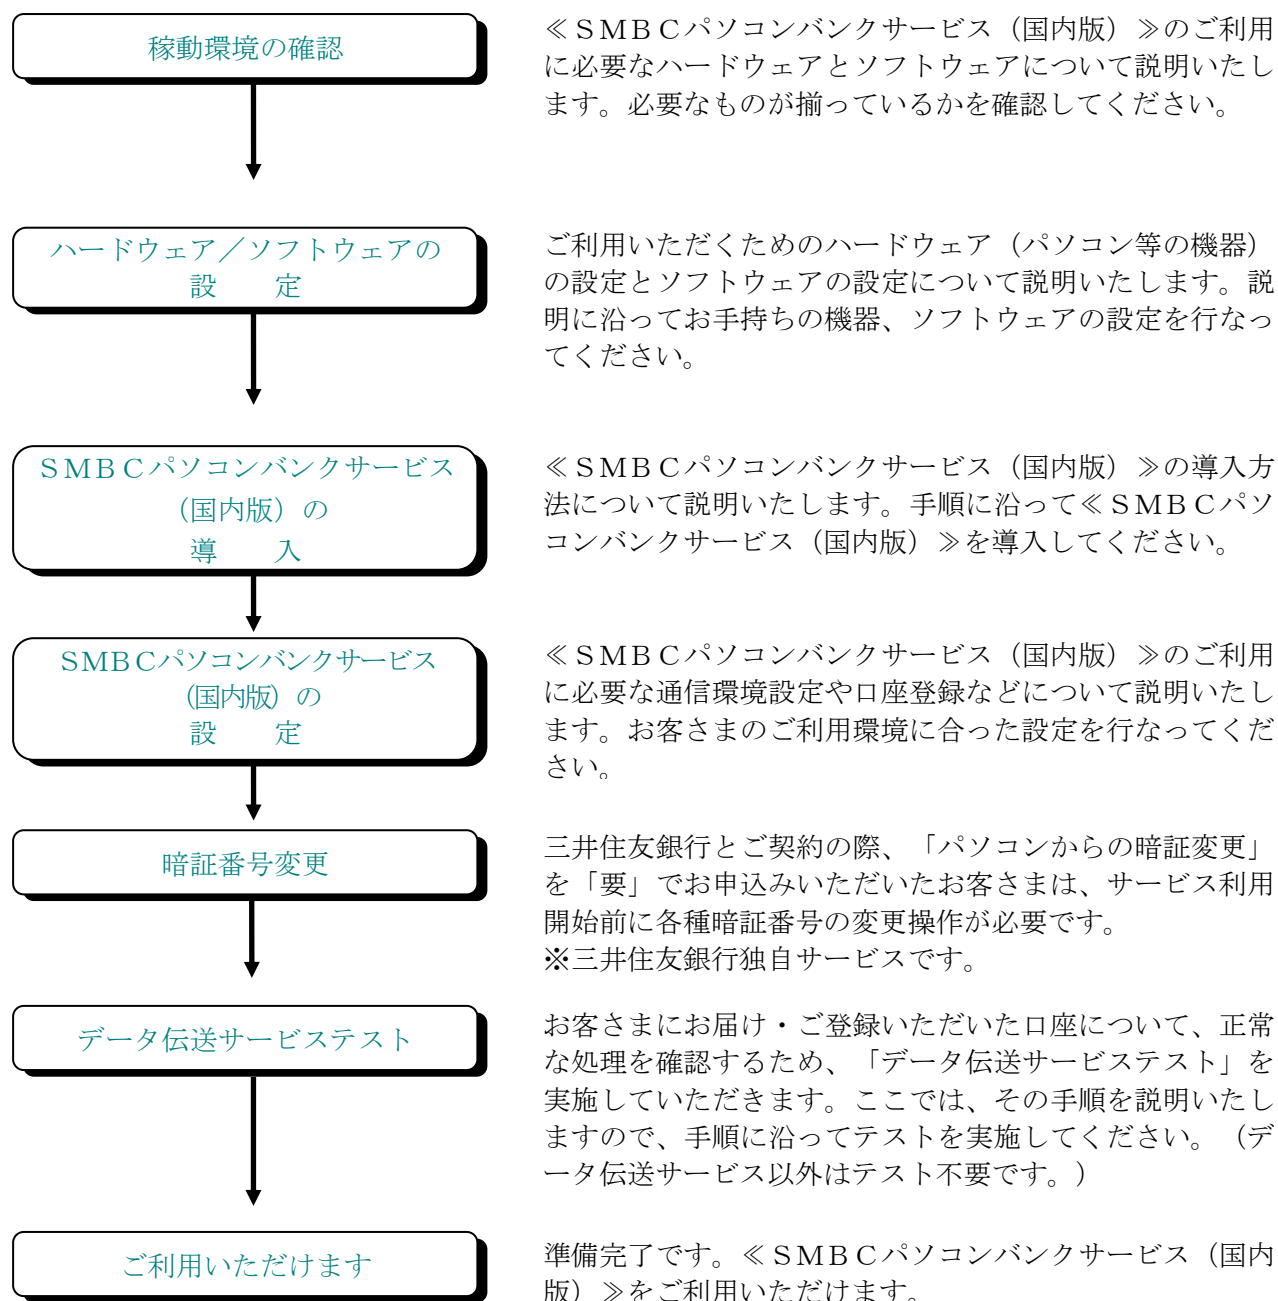 稼動環境の確認
≪ＳＭＢＣパソコンバンクサービス（国内版）≫のご利用
に必要なハードウェアとソフトウェアについて説明いたし
ます。必要なものが揃っているかを確認してください。
ハードウェア／ソフトウェアの
設　　定
ご利用いただくためのハードウェア（パソコン等の機器）
の設定とソフトウェアの設定について説明いたします。説
明に沿ってお手持ちの機器、ソフトウェアの設定を行なっ
てください。
ＳＭＢＣパソコンバンクサービス
（国内版）の
導　　入
≪ＳＭＢＣパソコンバンクサービス（国内版）≫の導入方
法について説明いたします。手順に沿って≪ＳＭＢＣパソ
コンバンクサービス（国内版）≫を導入してください。
ＳＭＢＣパソコンバンクサービス
（国内版）の
設　　定
≪ＳＭＢＣパソコンバンクサービス（国内版）≫のご利用
に必要な通信環境設定や口座登録などについて説明いたし
ます。お客さまのご利用環境に合った設定を行なってくだ
さい。
暗証番号変更
三井住友銀行とご契約の際、「パソコンからの暗証変更」
を「要」でお申込みいただいたお客さまは、サービス利用
開始前に各種暗証番号の変更操作が必要です。
※三井住友銀行独自サービスです。
データ伝送サービステスト
お客さまにお届け・ご登録いただいた口座について、正常
な処理を確認するため、「データ伝送サービステスト」を
実施していただきます。ここでは、その手順を説明いたし
ますので、手順に沿ってテストを実施してください。（デ
ータ伝送サービス以外はテスト不要です。）
ご利用いただけます
準備完了です。≪ＳＭＢＣパソコンバンクサービス（国内
版）≫をご利用いただけます。